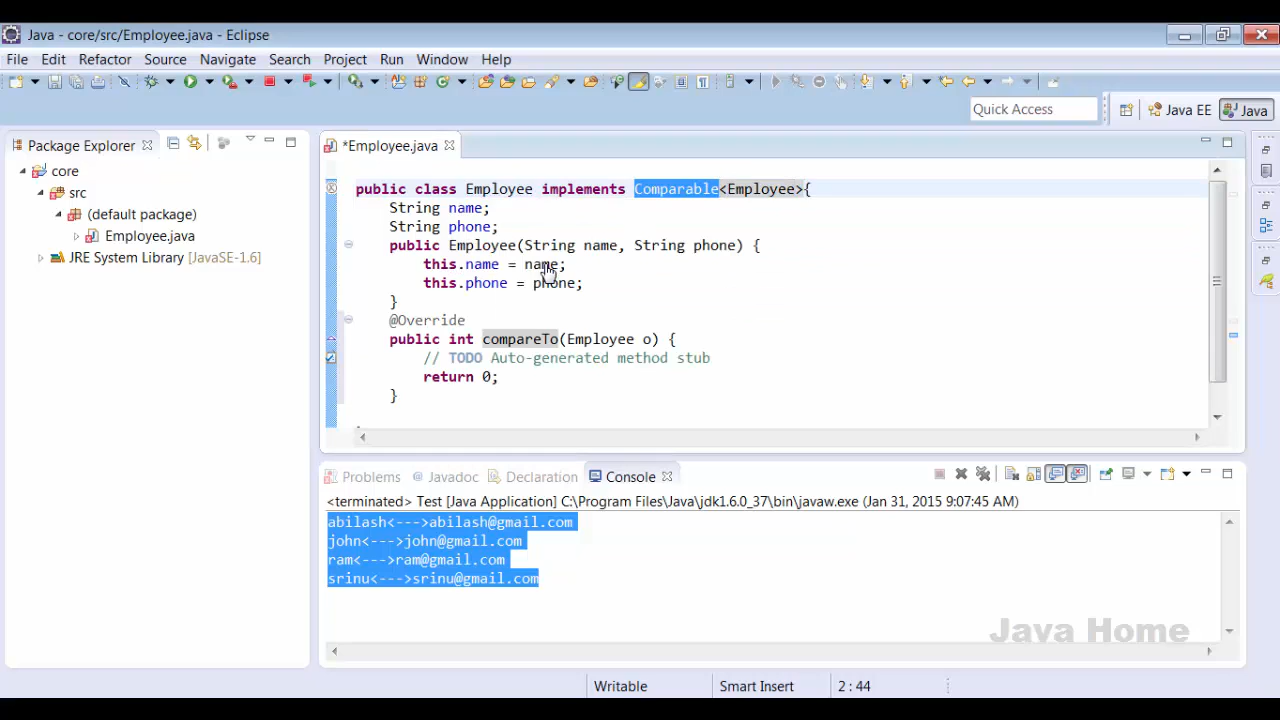 Java - core/src/Employee.java - Eclipse
File Edit Refactor Source Navigate Search Project Run Window Help
Quick Access Java EE Java
Package Explorer
core
src
(default package)
Employee.java
JRE System Library [JavaSE-1.6]
*Employee.java
public class Employee implements Comparable<Employee>{
String name;
String phone;
public Employee(String name, String phone) {
this.name = name;
this.phone = phone;
}
@Override
public int compareTo(Employee o) {
// TODO Auto-generated method stub
return 0;
}
Problems Javadoc Declaration Console
<terminated> Test [Java Application] C:\Program Files\Java\jdk1.6.0_37\bin\javaw.exe (Jan 31, 2015 9:07:45 AM)
abilash<--->abilash@gmail.com
john<--->john@gmail.com
ram<--->ram@gmail.com
srinu<--->srinu@gmail.com
Java Home
Writable Smart Insert 2 : 44